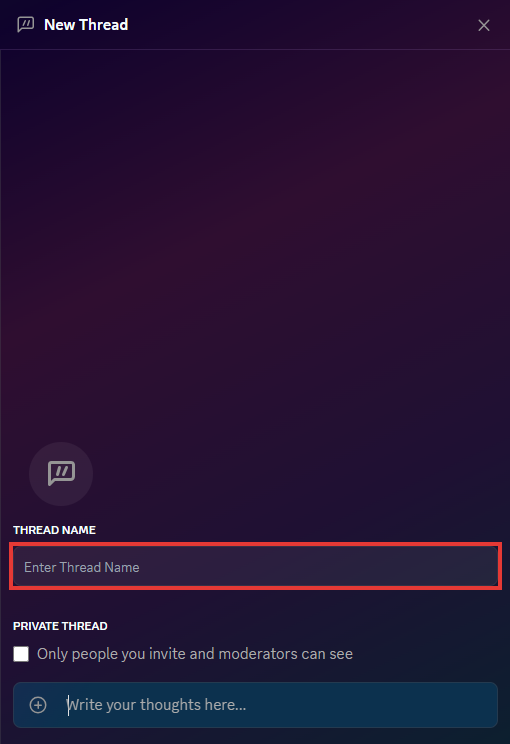 New Thread
THREAD NAME
Enter Thread Name
PRIVATE THREAD
Only people you invite and moderators can see
Write your thoughts here...